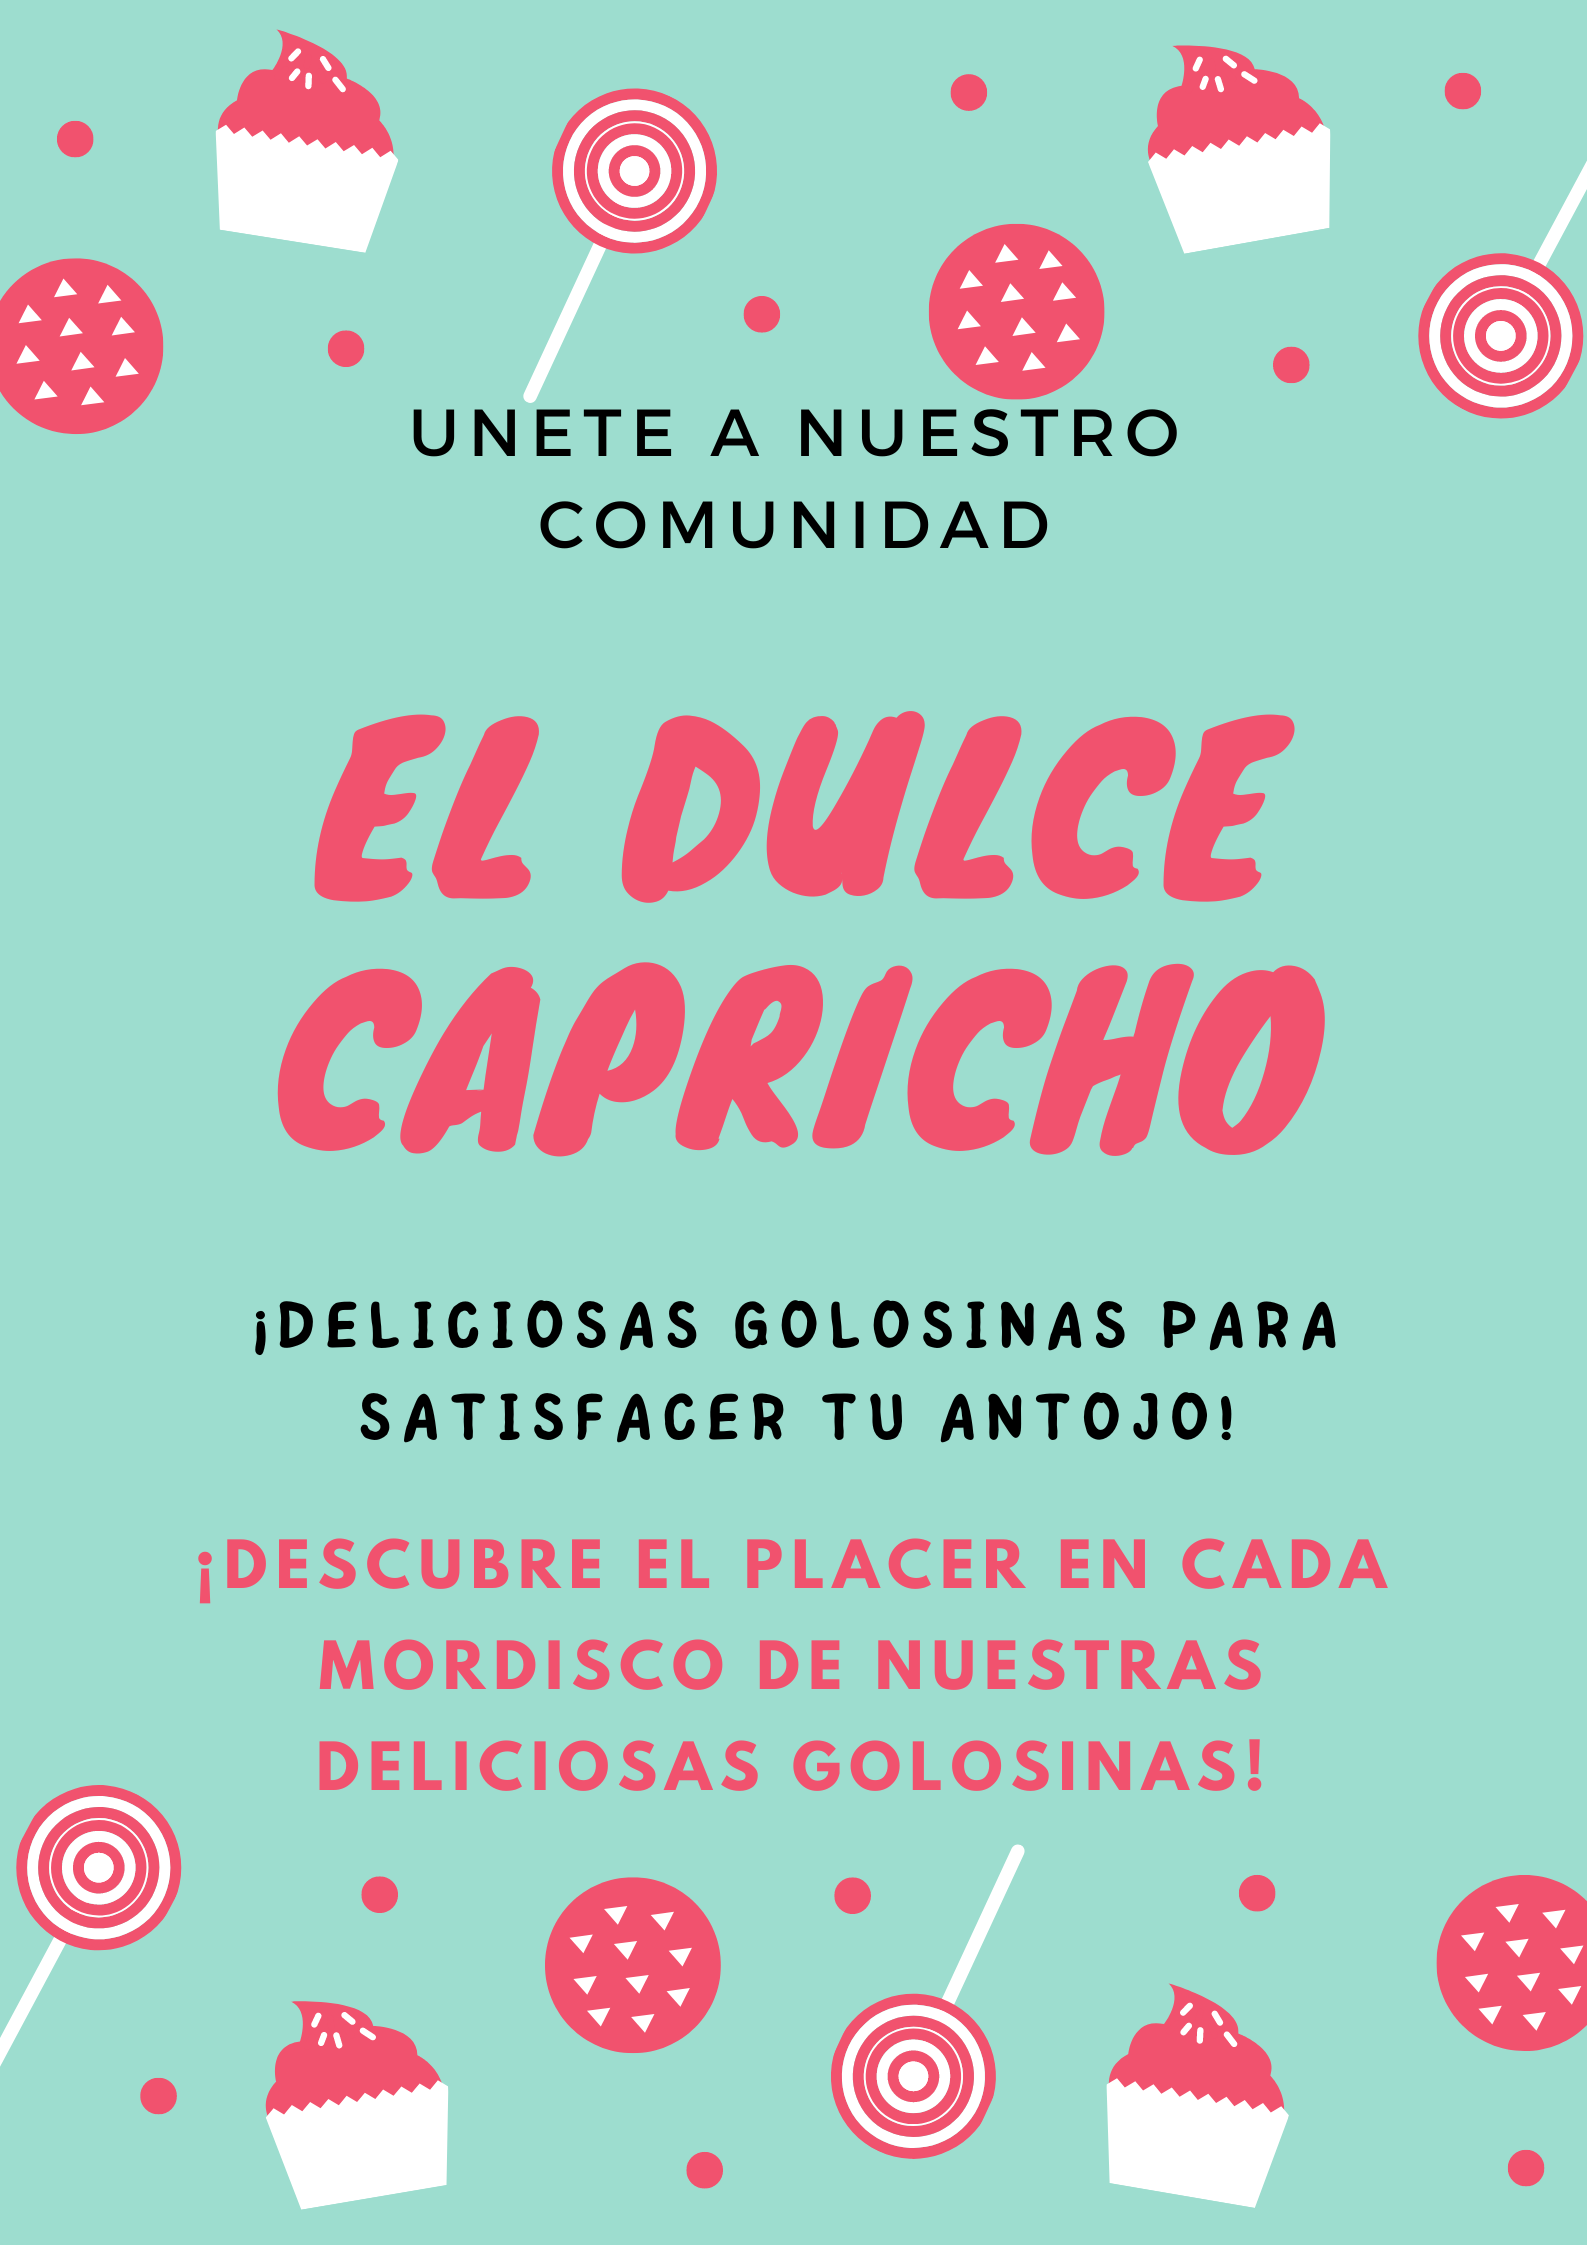 UNETE A NUESTRO
COMUNIDAD
EL DULCE
CAPRICHO
¡DELICIOSAS GOLOSINAS PARA
SATISFACER TU ANTOJO!
¡DESCUBRE EL PLACER EN CADA
MORDISCO DE NUESTRAS
DELICIOSAS GOLOSINAS!